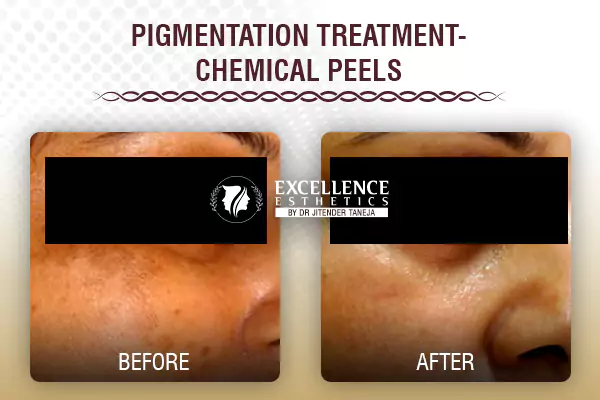 PIGMENTATION TREATMENT-
CHEMICAL PEELS
EXCELLENCE
ESTHETICS
BY DR JITENDER TANEJA
BEFORE
AFTER